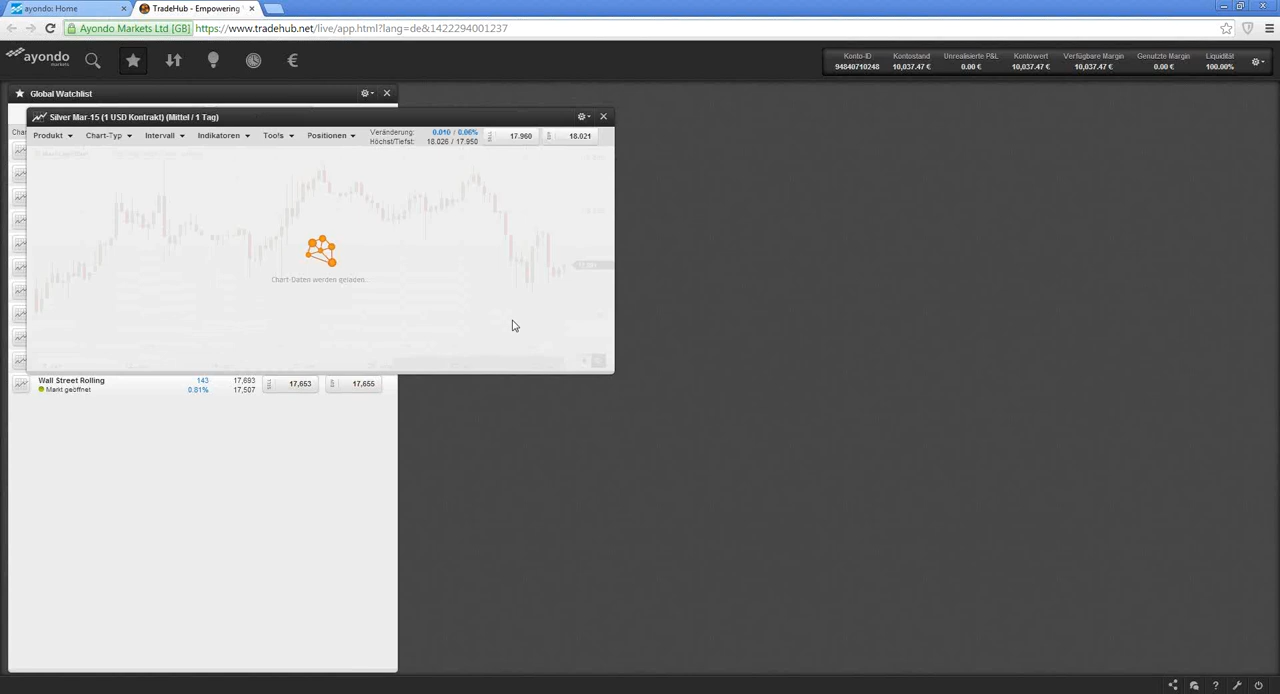 ayondo: Home
TradeHub - Empowering
Ayondo Markets Ltd [GB]
https://www.tradehub.net/live/app.html?lang=de&1422294001237
ayondo
markets
Konto-ID
94840710248
Kontostand
10,037.47 €
Unrealisierte P&L
0.00 €
Kontowert
10,037.47 €
Verfügbare Margin
10,037.47 €
Genutzte Margin
0.00 €
Liquidität
100.00%
Global Watchlist
Silver Mar-15 (1 USD Kontrakt) (Mittel / 1 Tag)
Produkt
Chart-Typ
Intervall
Indikatoren
Tools
Positionen
Veränderung: 0.010 / 0.06%
Höchst/Tiefst: 18.026 / 17.950
17.960
18.021
Chart-Daten werden geladen...
Wall Street Rolling 143 17,693 17,653 17,655
Markt geöffnet 0.81% 17,507